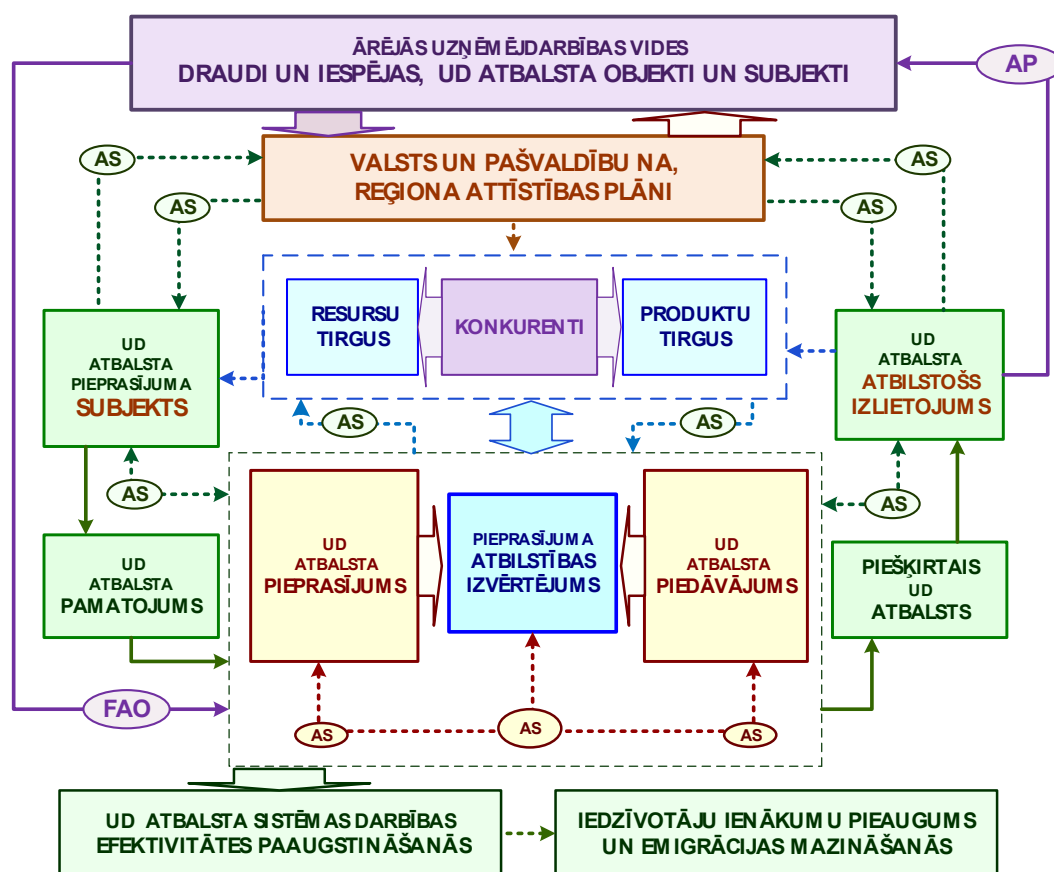 ĀRĒJĀS UZŅĒMĒJDARBĪBAS VIDES
DRAUDI UN IESPĒJAS, UD ATBALSTA OBJEKTI UN SUBJEKTI
AP
VALSTS UN PAŠVALDĪBU NA,
REĢIONA ATTĪSTĪBAS PLĀNI
AS
AS
AS
AS
RESURSU
TIRGUS
KONKURENTI
PRODUKTU
TIRGUS
UD
ATBALSTA
PIEPRASĪJUMA
SUBJEKTS
UD
ATBALSTA
ATBILSTOŠS
IZLIETOJUMS
AS
AS
AS
AS
UD
ATBALSTA
PIEPRASĪJUMS
PIEPRASĪJUMA
ATBILSTĪBAS
IZVĒRTĒJUMS
UD
ATBALSTA
PIEDĀVĀJUMS
UD
ATBALSTA
PAMATOJUMS
PIEŠĶIRTAIS
UD
ATBALSTS
FAO
AS
AS
AS
UD ATBALSTA SISTĒMAS DARBĪBAS
EFEKTIVITĀTES PAAUGSTINĀŠANĀS
IEDZĪVOTĀJU IENĀKUMU PIEAUGUMS
UN EMIGRĀCIJAS MAZINĀŠANĀS